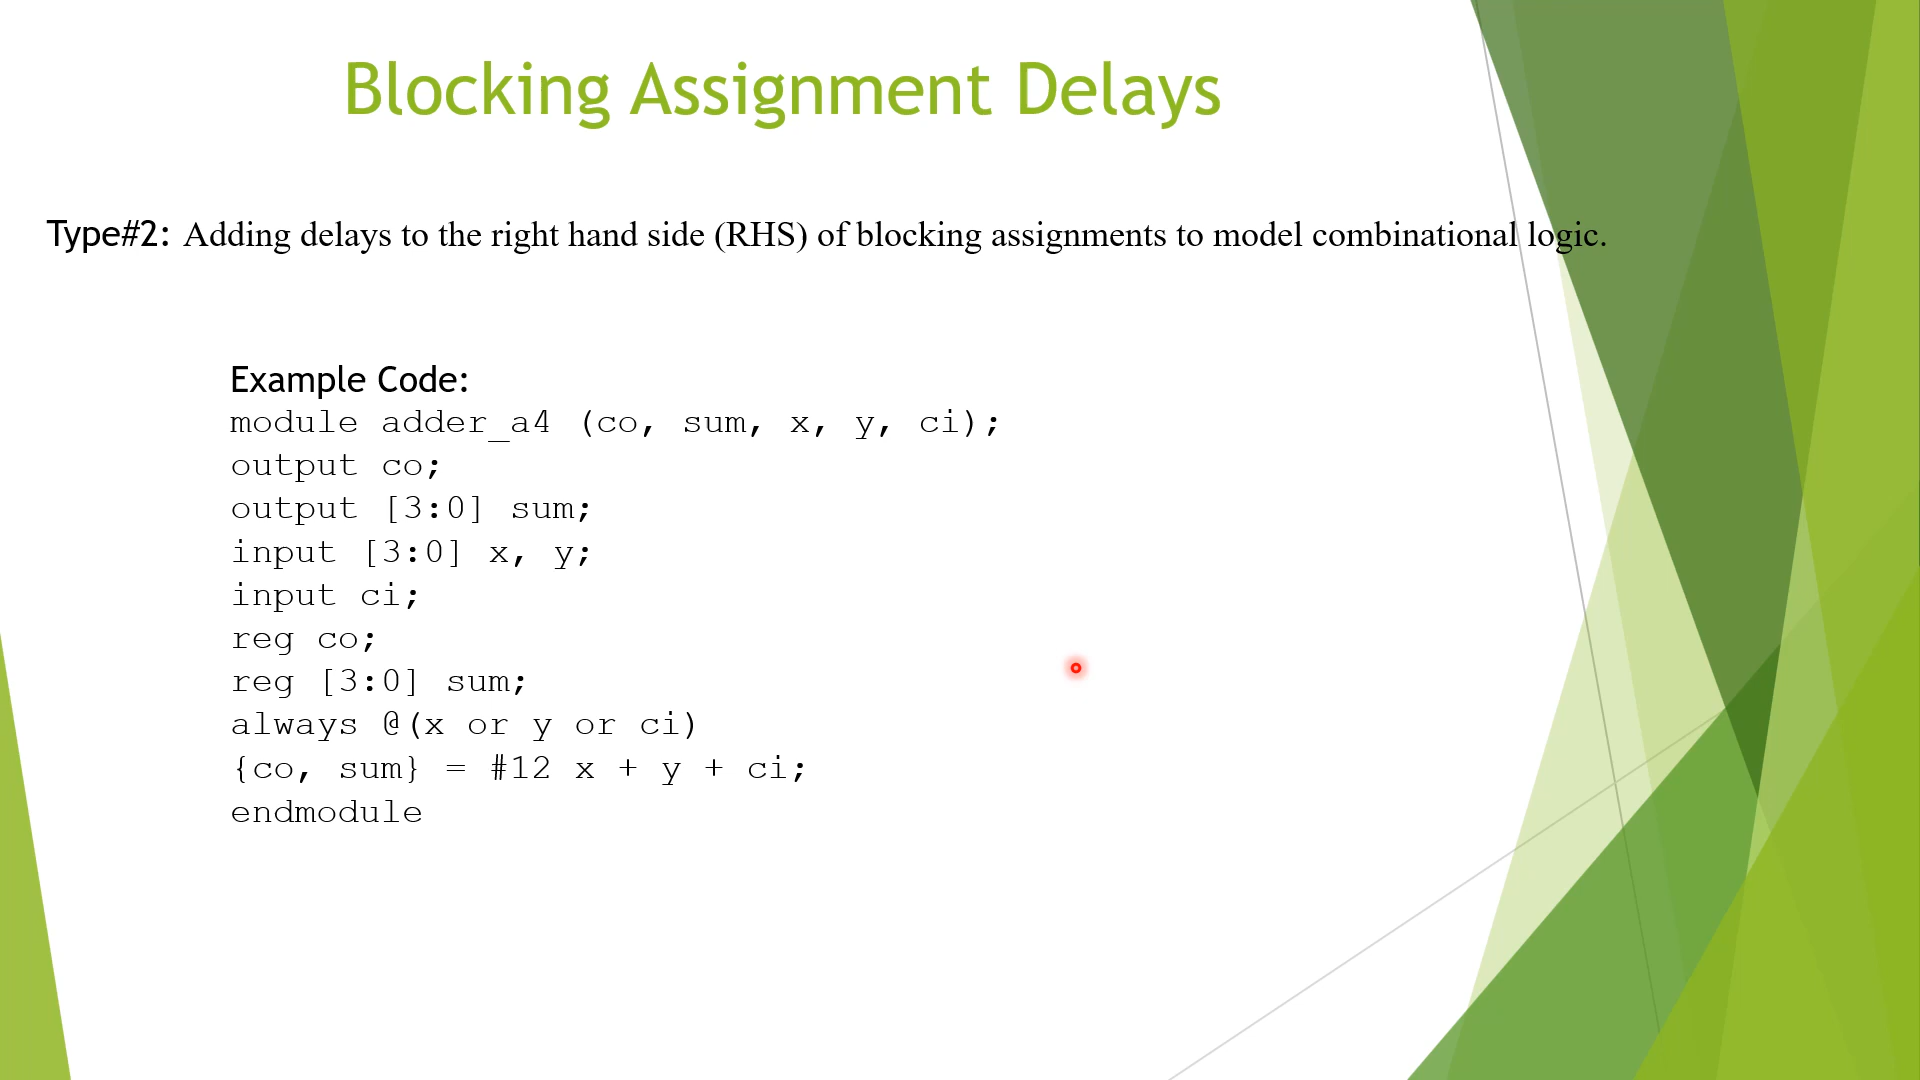 Blocking Assignment Delays
Type#2: Adding delays to the right hand side (RHS) of blocking assignments to model combinational logic.
Example Code:
module adder_a4 (co, sum, x, y, ci);
output co;
output [3:0] sum;
input [3:0] x, y;
input ci;
reg co;
reg [3:0] sum;
always @(x or y or ci)
{co, sum} = #12 x + y + ci;
endmodule